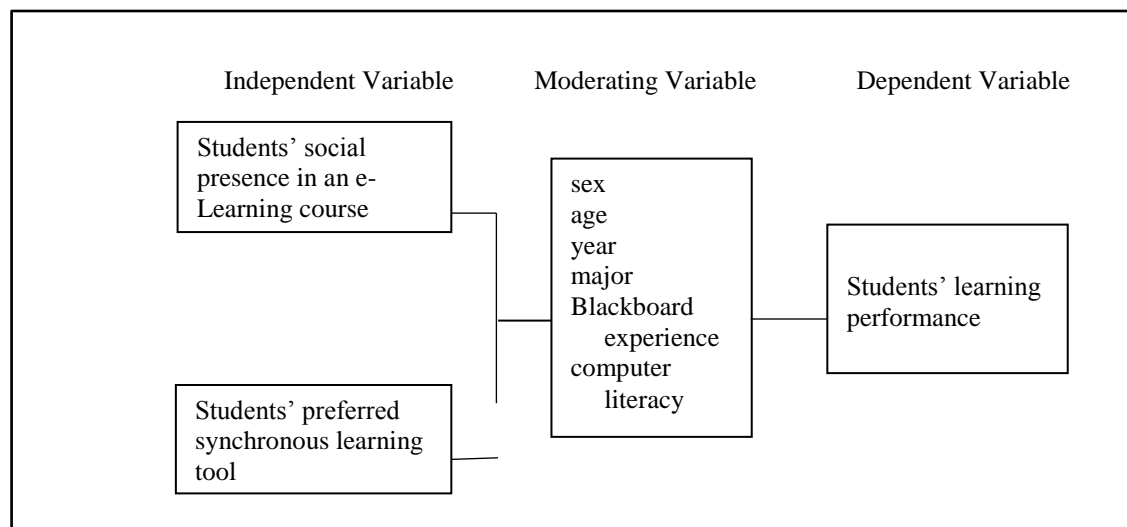 Independent Variable
Moderating Variable
Dependent Variable
Students’ social
presence in an e-
Learning course
Students’ preferred
synchronous learning
tool
sex
age
year
major
Blackboard
experience
computer
literacy
Students’ learning
performance